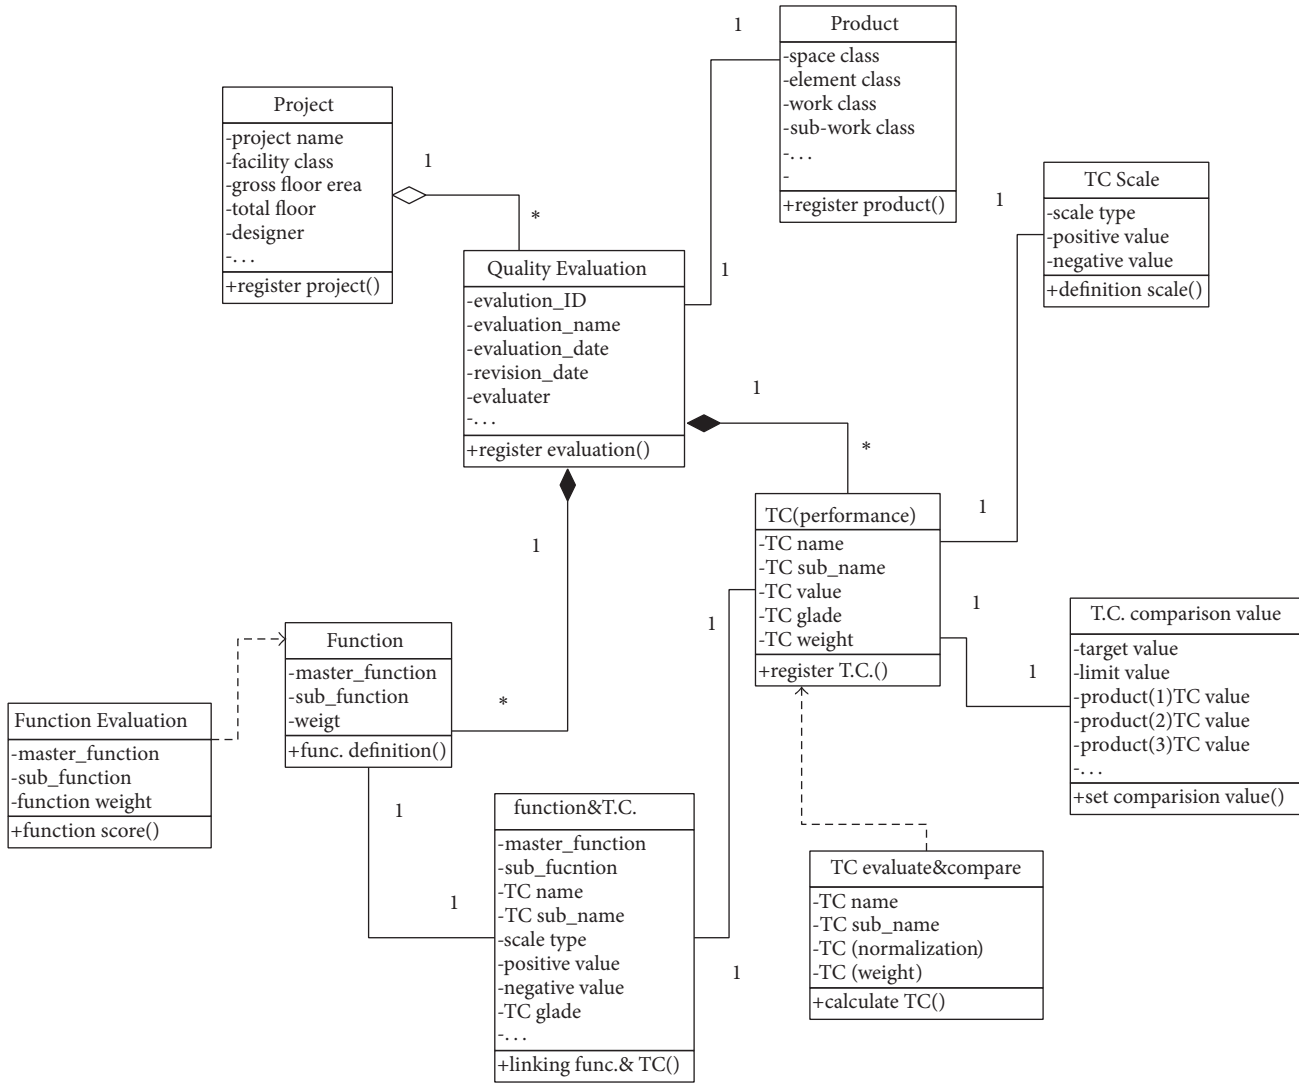 Project
-project name
-facility class
-gross floor erea
-total floor
-designer
-...
+register project()
1
*
Product
-space class
-element class
-work class
-sub-work class
-...
-
+register product()
1
1
Quality Evaluation
-evalution_ID
-evaluation_name
-evaluation_date
-revision_date
-evaluater
-...
+register evaluation()
1
*
1
*
TC Scale
-scale type
-positive value
-negative value
+definition scale()
1
1
TC(performance)
-TC name
-TC sub_name
-TC value
-TC glade
-TC weight
+register T.C.()
1
1
T.C. comparison value
-target value
-limit value
-product(1)TC value
-product(2)TC value
-product(3)TC value
-...
+set comparision value()
Function
-master_function
-sub_function
-weigt
+func. definition()
Function Evaluation
-master_function
-sub_function
-function weight
+function score()
1
1
function&T.C.
-master_function
-sub_fucntion
-TC name
-TC sub_name
-scale type
-positive value
-negative value
-TC glade
-...
+linking func.& TC()
1
1
TC evaluate&compare
-TC name
-TC sub_name
-TC (normalization)
-TC (weight)
+calculate TC()